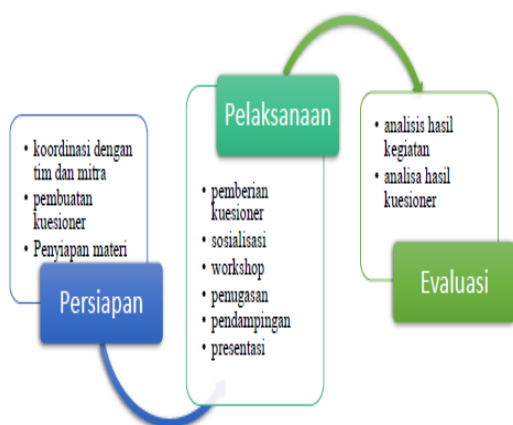 • koordinasi dengan
tim dan mitra
• pembuatan
kuesioner
• Penyiapan materi
Persiapan
Pelaksanaan
• pemberian
kuesioner
• sosialisasi
• workshop
• penugasan
• pendampingan
• presentasi
• analisis hasil
kegiatan
• analisa hasil
kuesioner
Evaluasi